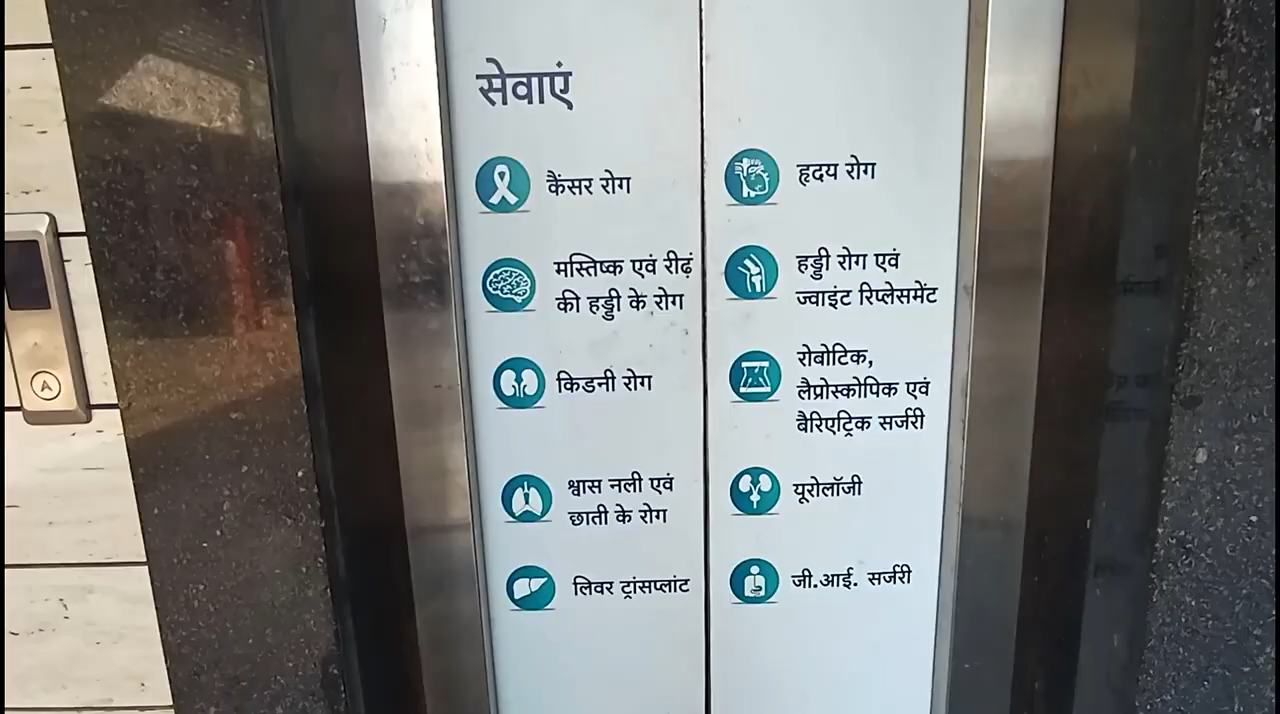 सेवाएं
कैंसर रोग
मस्तिष्क एवं रीढ़ं
की हड्डी के रोग
किडनी रोग
श्वास नली एवं
छाती के रोग
लिवर ट्रांसप्लांट
हृदय रोग
हड्डी रोग एवं
ज्वाइंट रिप्लेसमेंट
रोबोटिक,
लैप्रोस्कोपिक एवं
बैरिएट्रिक सर्जरी
यूरोलॉजी
जी.आई. सर्जरी
A